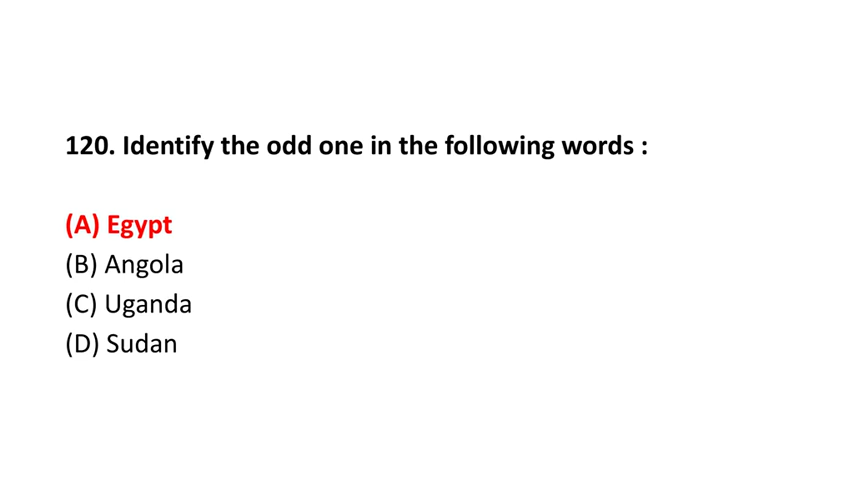 120. Identify the odd one in the following words :
(A) Egypt
(B) Angola
(C) Uganda
(D) Sudan